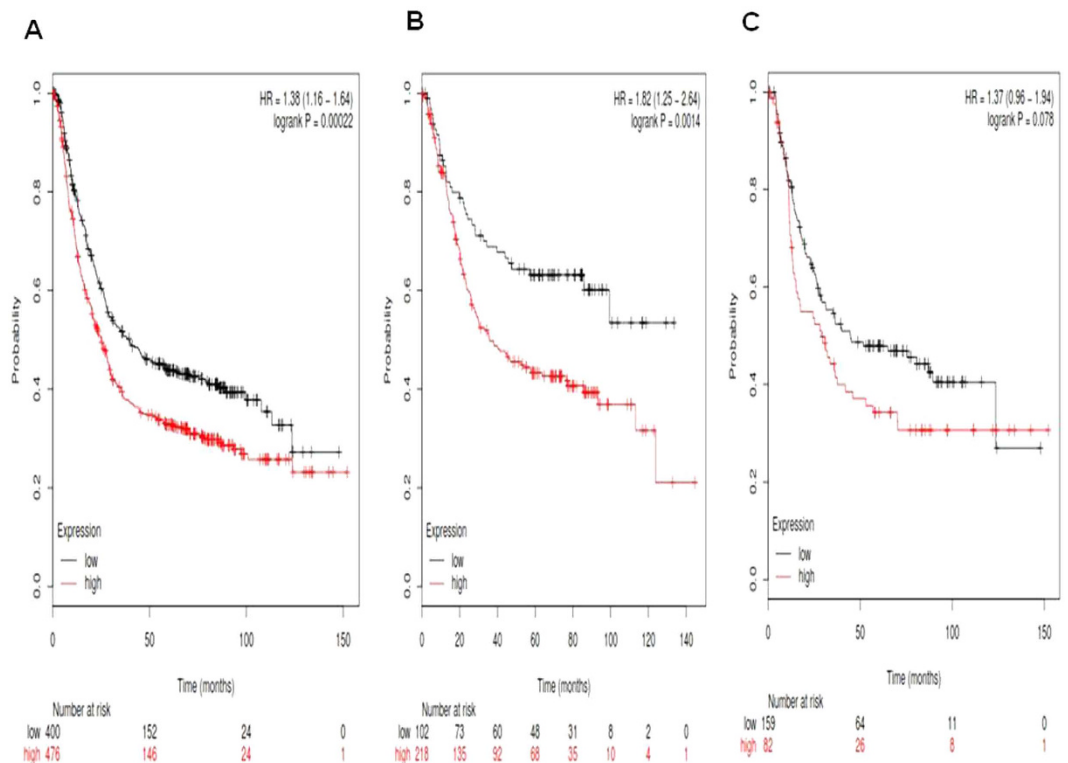 A
HR = 1.38 (1.16 – 1.64)
logrank P = 0.00022
Probability
1.0
0.8
0.6
0.4
0.2
0.0
Expression
low
high
0 50 100 150
Time (months)
Number at risk
low 400 152 24 0
high 476 146 24 1
B
HR = 1.82 (1.25 – 2.64)
logrank P = 0.0014
Probability
1.0
0.8
0.6
0.4
0.2
0.0
Expression
low
high
0 20 40 60 80 100 120 140
Time (months)
Number at risk
low 102 73 60 48 31 8 2 0
high 218 135 92 68 35 10 4 1
C
HR = 1.37 (0.96 – 1.94)
logrank P = 0.078
Probability
1.0
0.8
0.6
0.4
0.2
0.0
Expression
low
high
0 50 100 150
Time (months)
Number at risk
low 159 64 11 0
high 82 26 8 1